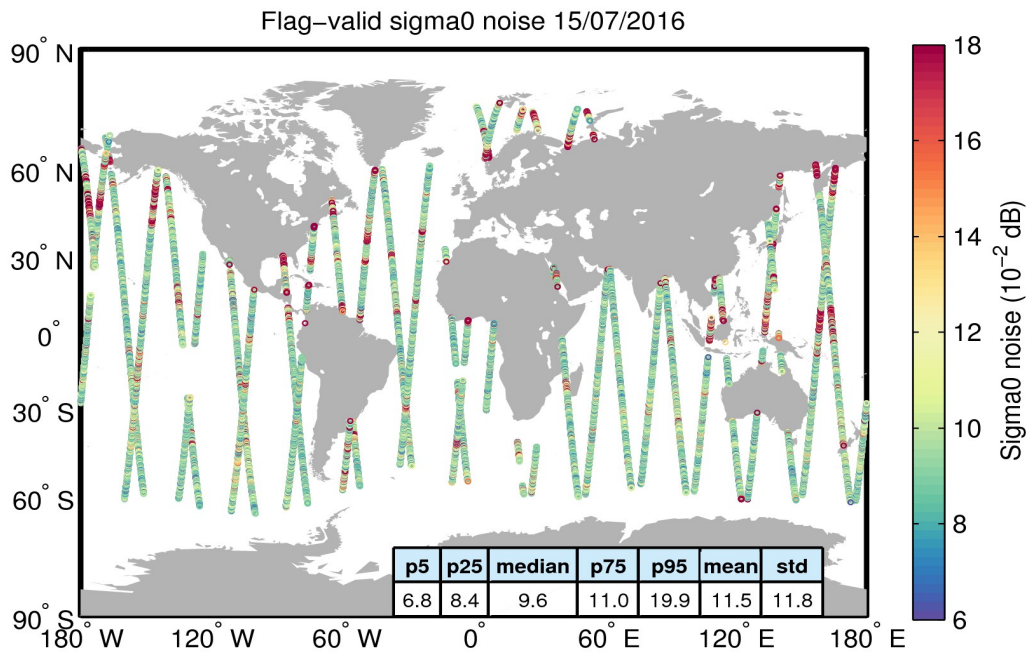 Flag−valid sigma0 noise 15/07/2016
90° N
60° N
30° N
0°
30° S
60° S
90° S
180° W
120° W
60° W
0°
60° E
120° E
180° E
p5 p25 median p75 p95 mean std
6.8 8.4 9.6 11.0 19.9 11.5 11.8
18
16
14
12
10
8
6
Sigma0 noise (10⁻² dB)